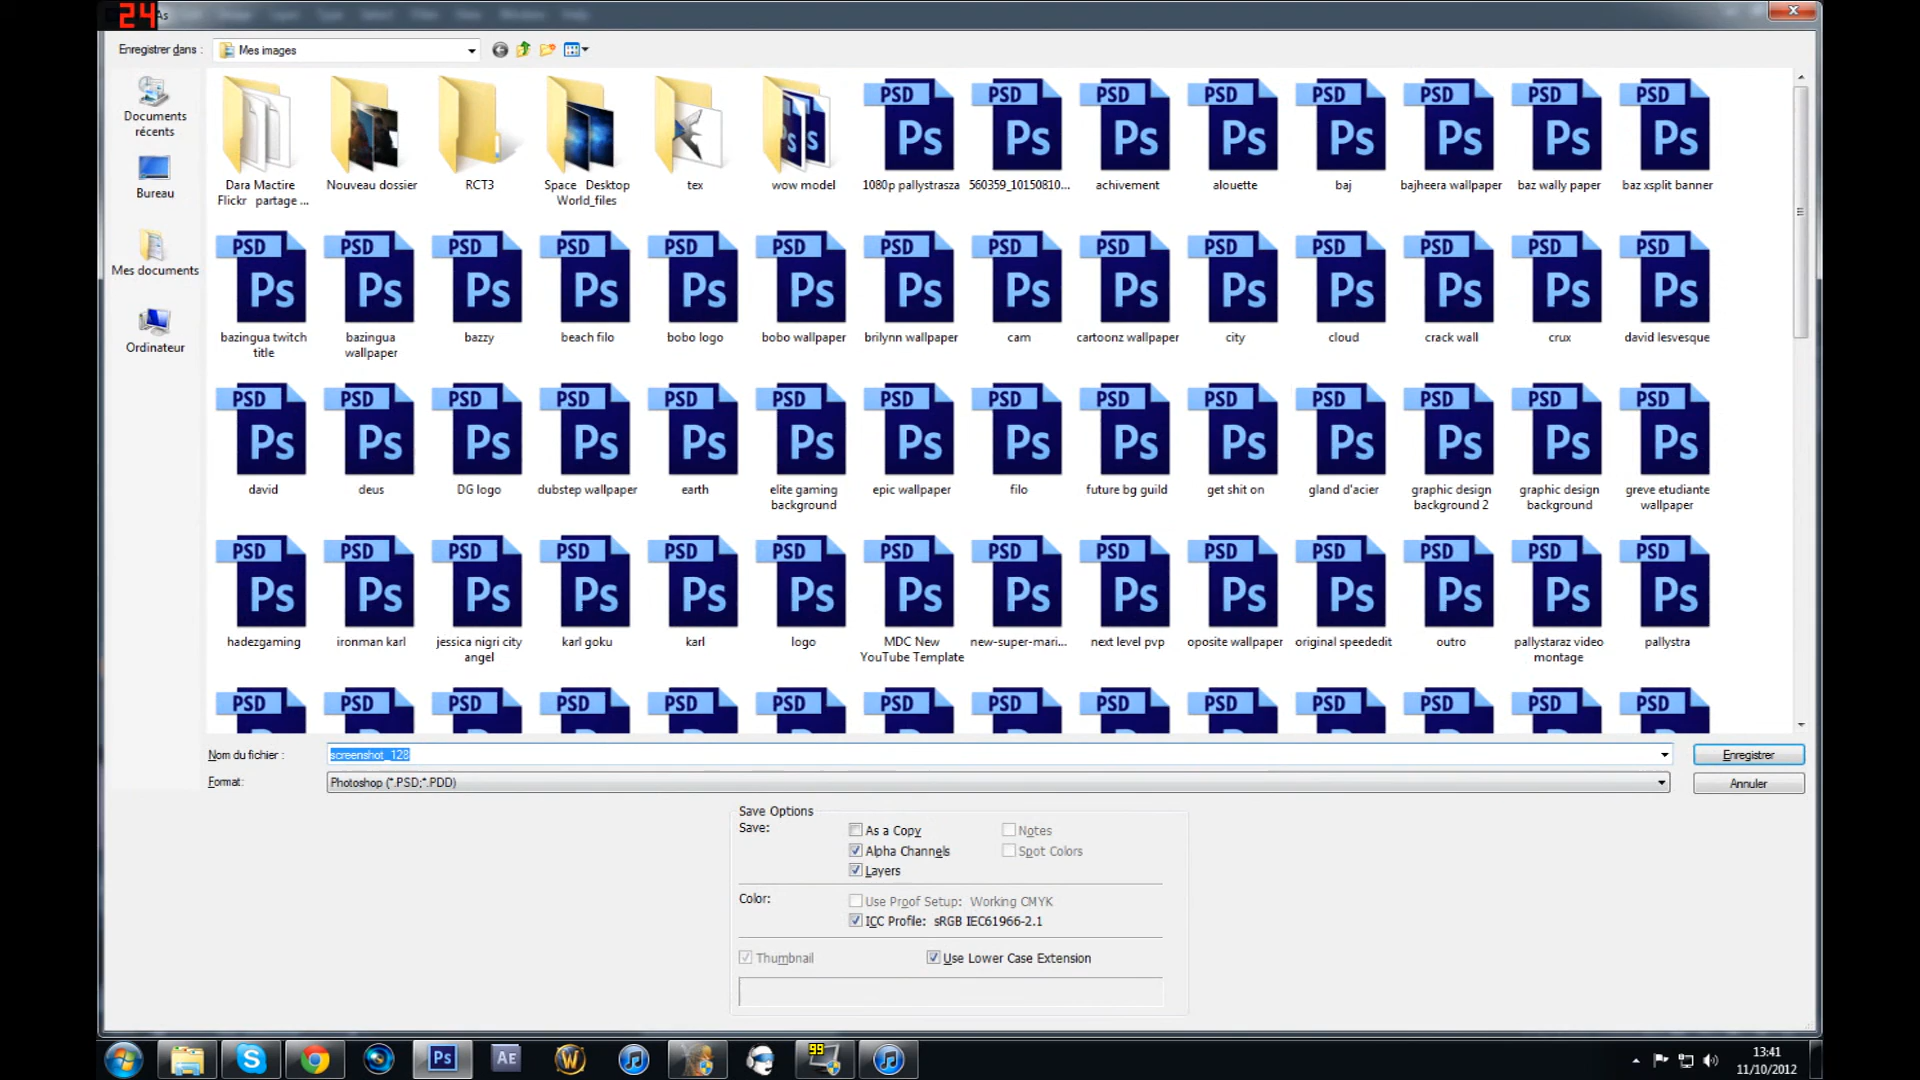 24
As
Enregistrer dans :
Mes images
Documents
récents
Bureau
Mes documents
Ordinateur
Dara Mactire
Flickr partage ...
Nouveau dossier
RCT3
Space Desktop
World_files
tex
wow model
1080p pallystrasza
560359_10150810...
achivement
alouette
baj
bajheera wallpaper
baz wally paper
baz xsplit banner
bazingua twitch
title
bazingua
wallpaper
bazzy
beach filo
bobo logo
bobo wallpaper
brilynn wallpaper
cam
cartoonz wallpaper
city
cloud
crack wall
crux
david lesvesque
david
deus
DG logo
dubstep wallpaper
earth
elite gaming
background
epic wallpaper
filo
future bg guild
get shit on
gland d'acier
graphic design
background 2
graphic design
background
greve etudiante
wallpaper
hadezgaming
ironman karl
jessica nigri city
angel
karl goku
karl
logo
MDC New
YouTube Template
new-super-mari...
next level pvp
oposite wallpaper
original speededit
outro
pallystaraz video
montage
pallystra
Nom du fichier :
screenshot_128
Enregistrer
Format:
Photoshop (*.PSD;*.PDD)
Annuler
Save Options
Save:
As a Copy
Notes
Alpha Channels
Spot Colors
Layers
Color:
Use Proof Setup: Working CMYK
ICC Profile: sRGB IEC61966-2.1
Thumbnail
Use Lower Case Extension
Ps
AE
99
13:41
11/10/2012